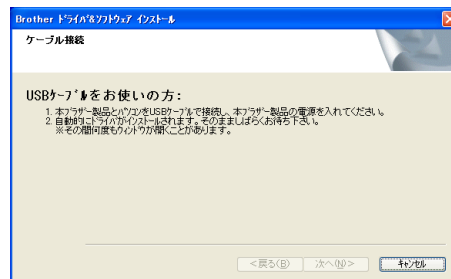 Brother ﾄﾞﾗｲﾊﾞ&ｿﾌﾄｳｪｱ ｲﾝｽﾄｰﾙ
ケーブル接続
USBｹｰﾌﾞﾙをお使いの方:
1. 本ﾌﾞﾗｻﾞｰ製品とﾊﾟｿｺﾝをUSBｹｰﾌﾞﾙで接続し、本ﾌﾞﾗｻﾞｰ製品の電源を入れてください。
2. 自動的にﾄﾞﾗｲﾊﾞがｲﾝｽﾄｰﾙされます。そのまましばらくお待ち下さい。
※その間何度もｳｨﾝﾄﾞｳが開くことがあります。
<戻る(B)
次へ(N)>
ｷｬﾝｾﾙ